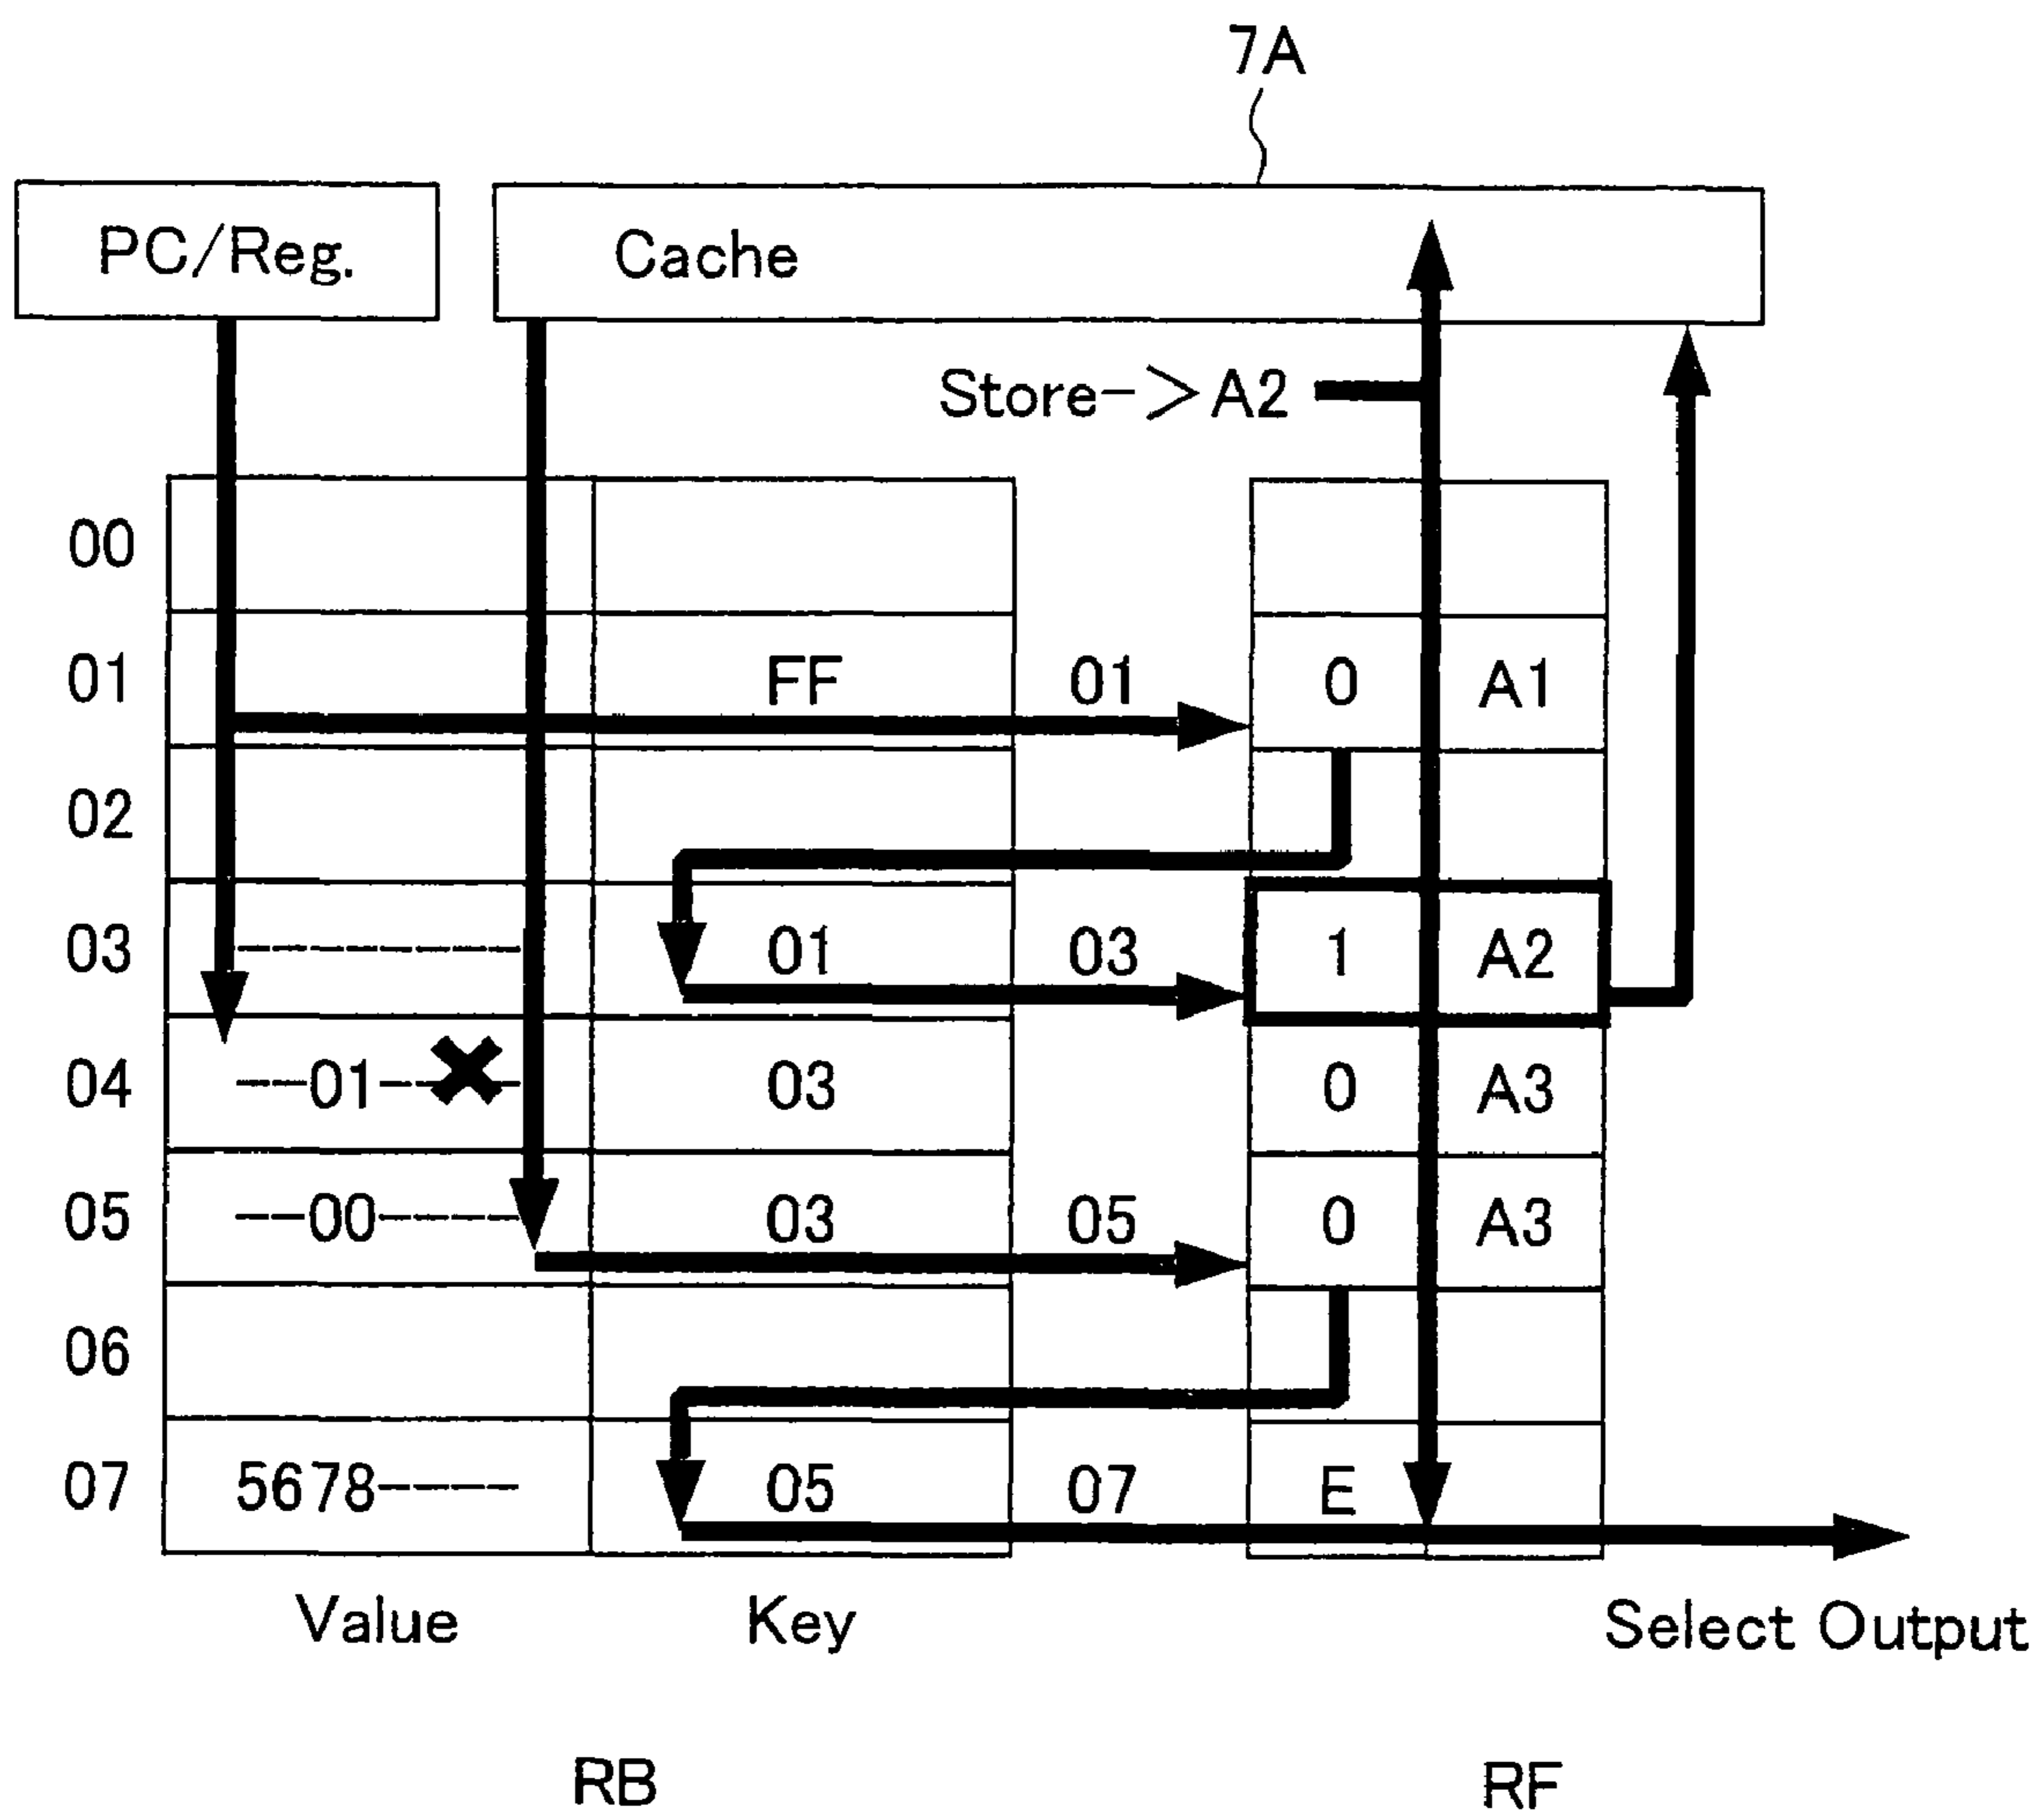 7A
PC/Reg. Cache
Store->A2
00
01 FF 01 0 A1
02
03 --------- 01 03 1 A2
04 --01---- 03 0 A3
05 --00---- 03 05 0 A3
06
07 5678---- 05 07 E
Value Key Select Output
RB RF